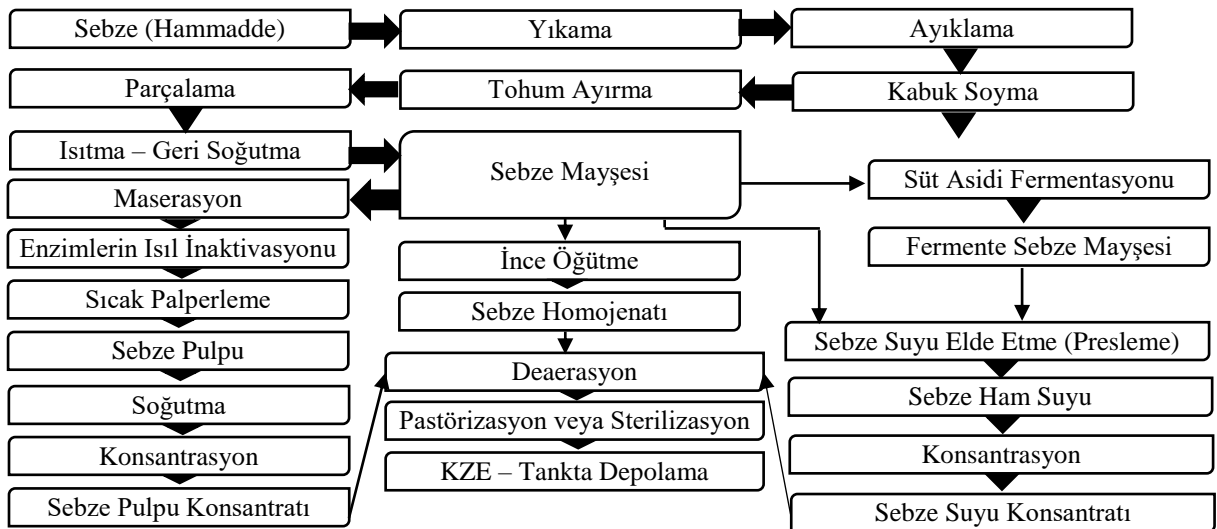 Sebze (Hammadde)
Yıkama
Ayıklama
Kabuk Soyma
Tohum Ayırma
Parçalama
Isıtma – Geri Soğutma
Sebze Mayşesi
Maserasyon
Enzimlerin Isıl İnaktivasyonu
Sıcak Palperleme
Sebze Pulpu
Soğutma
Konsantrasyon
Sebze Pulpu Konsantratı
İnce Öğütme
Sebze Homojenatı
Deaerasyon
Pastörizasyon veya Sterilizasyon
KZE – Tankta Depolama
Süt Asidi Fermentasyonu
Fermente Sebze Mayşesi
Sebze Suyu Elde Etme (Presleme)
Sebze Ham Suyu
Konsantrasyon
Sebze Suyu Konsantratı